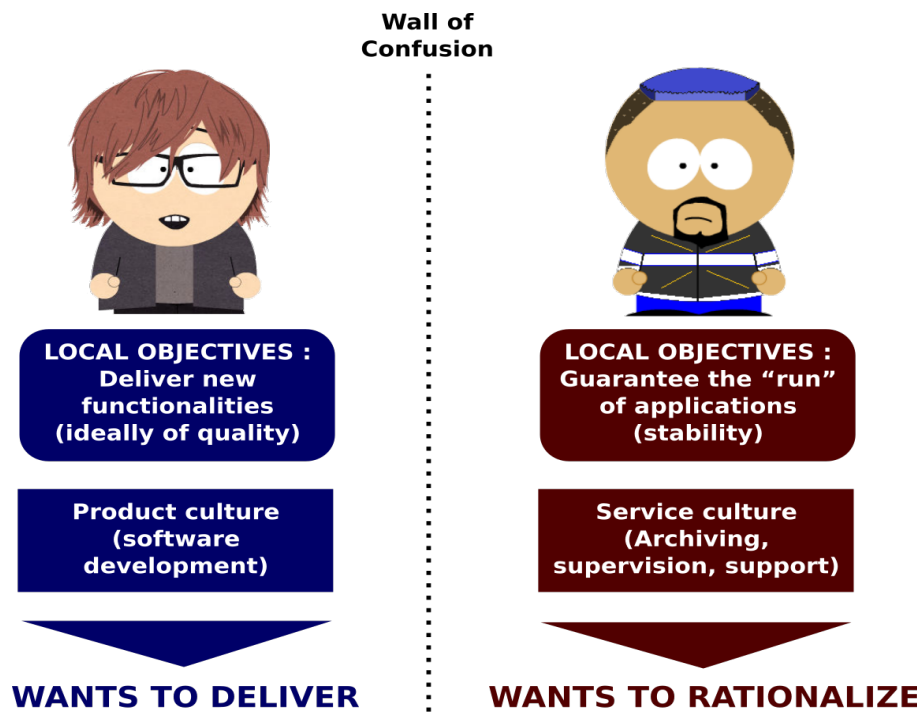 Wall of
Confusion
LOCAL OBJECTIVES :
Deliver new
functionalities
(ideally of quality)
Product culture
(software
development)
WANTS TO DELIVER
LOCAL OBJECTIVES :
Guarantee the “run”
of applications
(stability)
Service culture
(Archiving,
supervision, support)
WANTS TO RATIONALIZE